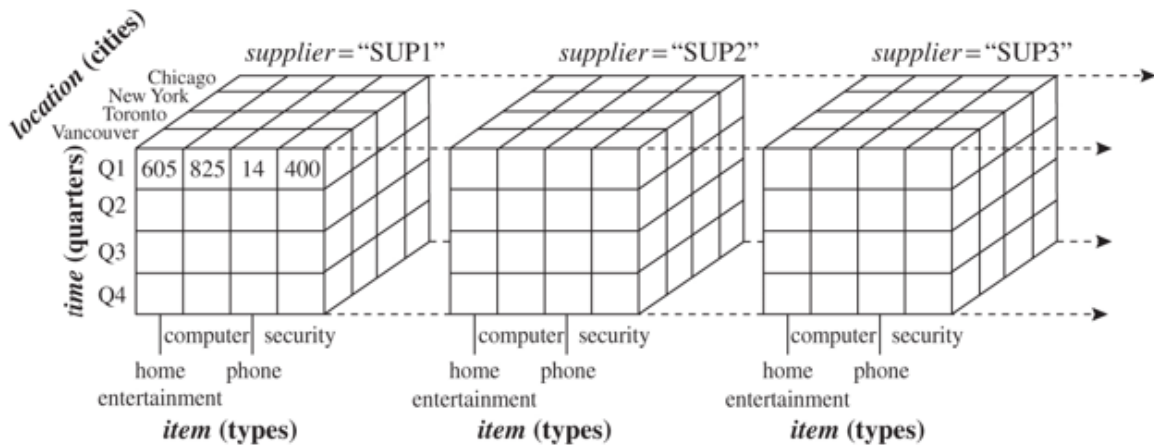 supplier = “SUP1” supplier = “SUP2” supplier = “SUP3”
location (cities)
Chicago
New York
Toronto
Vancouver
time (quarters)
Q1 605 825 14 400
Q2
Q3
Q4
computer security computer security computer security
home phone home phone home phone
entertainment entertainment entertainment
item (types) item (types) item (types)